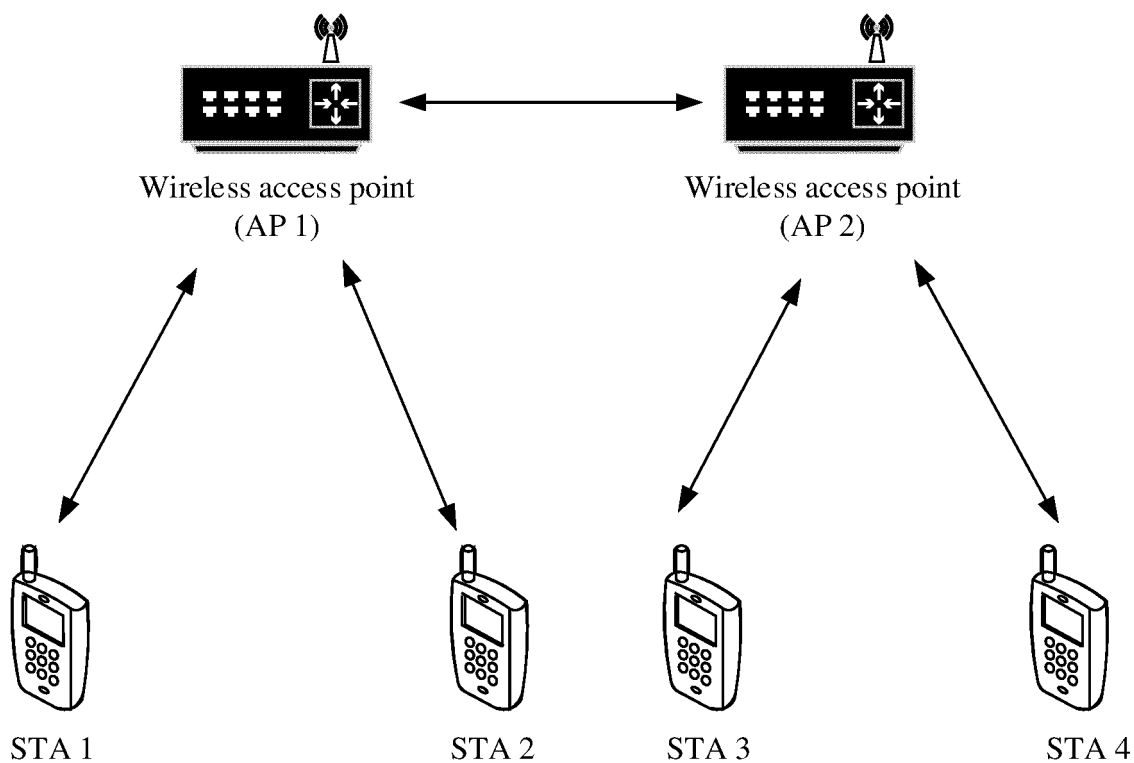 Wireless access point
(AP 1)
Wireless access point
(AP 2)
STA 1
STA 2
STA 3
STA 4